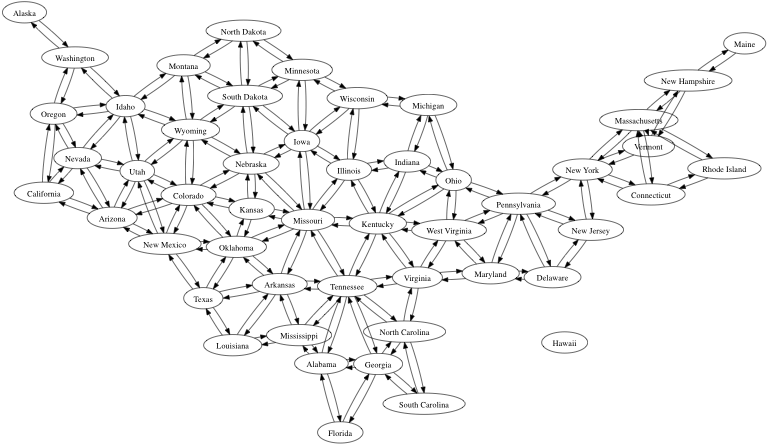 Alaska
North Dakota
Maine
Washington
Montana
Minnesota
New Hampshire
South Dakota
Wisconsin
Michigan
Oregon
Idaho
Massachusetts
Wyoming
Iowa
Vermont
Nevada
Utah
Nebraska
Illinois
Indiana
Ohio
New York
Rhode Island
California
Colorado
Kansas
Pennsylvania
Connecticut
Arizona
Missouri
Kentucky
West Virginia
New Jersey
New Mexico
Oklahoma
Texas
Arkansas
Tennessee
Virginia
Maryland
Delaware
Louisiana
Mississippi
North Carolina
Hawaii
Alabama
Georgia
South Carolina
Florida